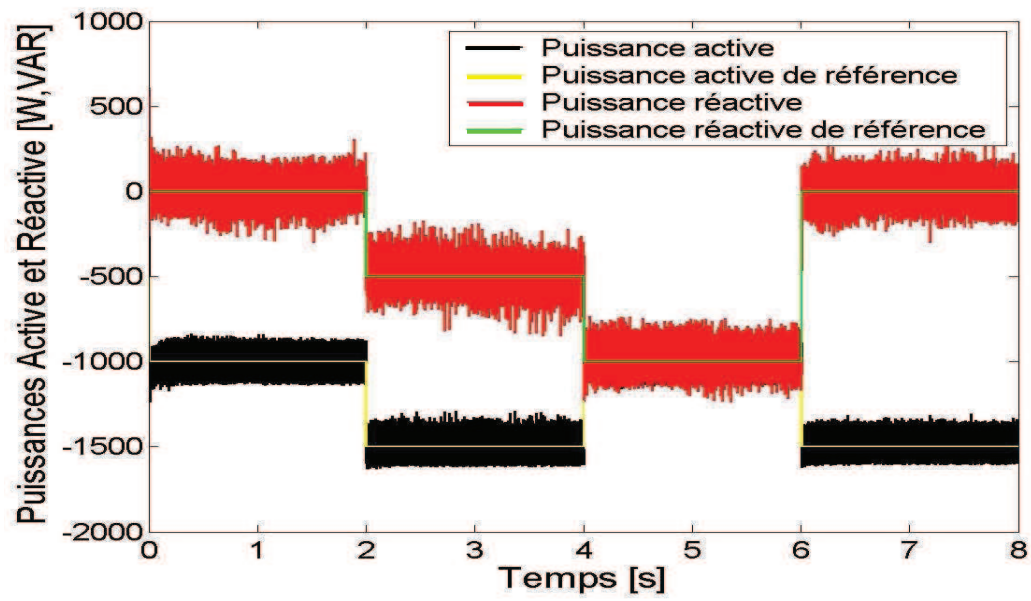 Puissances Active et Réactive [W,VAR]
1000
500
0
-500
-1000
-1500
-2000
Puissance active
Puissance active de référence
Puissance réactive
Puissance réactive de référence
0 1 2 3 4 5 6 7 8
Temps [s]